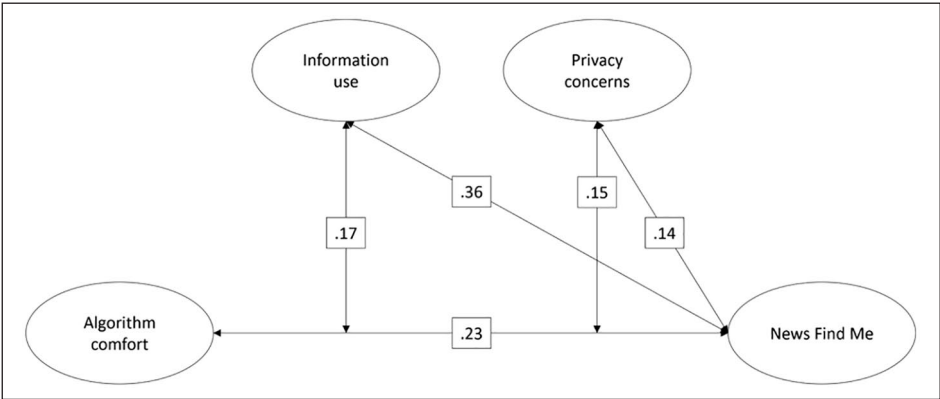 Information
use
Privacy
concerns
.36
.15
.17
.14
Algorithm
comfort
.23
News Find Me